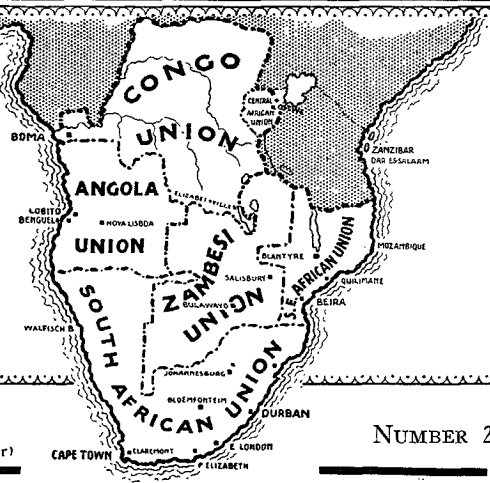 CONGO
UNION
CENTRAL
AFRICAN
UNION
BOMA
ZANZIBAR
DAR ESSALAAM
ANGOLA
UNION
ELIZABETHVILLE
LOBITO
BENGUELA
NOVA LISBOA
ZAMBESI
UNION
BLANTYRE
S E AFRICAN UNION
MOZAMBIQUE
SALISBURY
QUILIMANE
BULAWAYO
BEIRA
WALFISCH B.
SOUTH AFRICAN UNION
JOHANNESBURG
BLOEMFONTEIN
DURBAN
NUMBER 2
CAPE TOWN
CLAREMONT
E. LONDON
P. ELIZABETH
r)